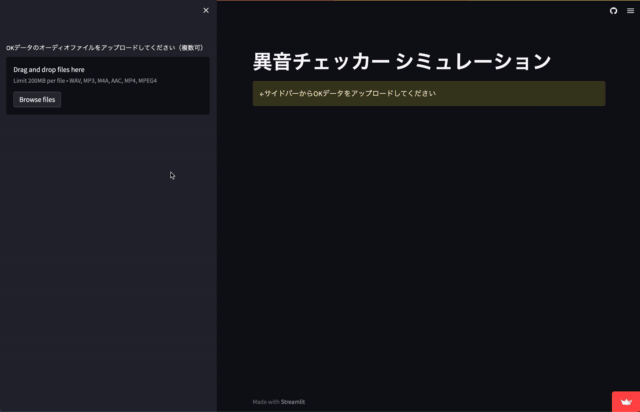 OKデータのオーディオファイルをアップロードしてください（複数可）
Drag and drop files here
Limit 200MB per file • WAV, MP3, M4A, AAC, MP4, MPEG4
Browse files
異音チェッカー シミュレーション
←サイドバーからOKデータをアップロードしてください
Made with Streamlit